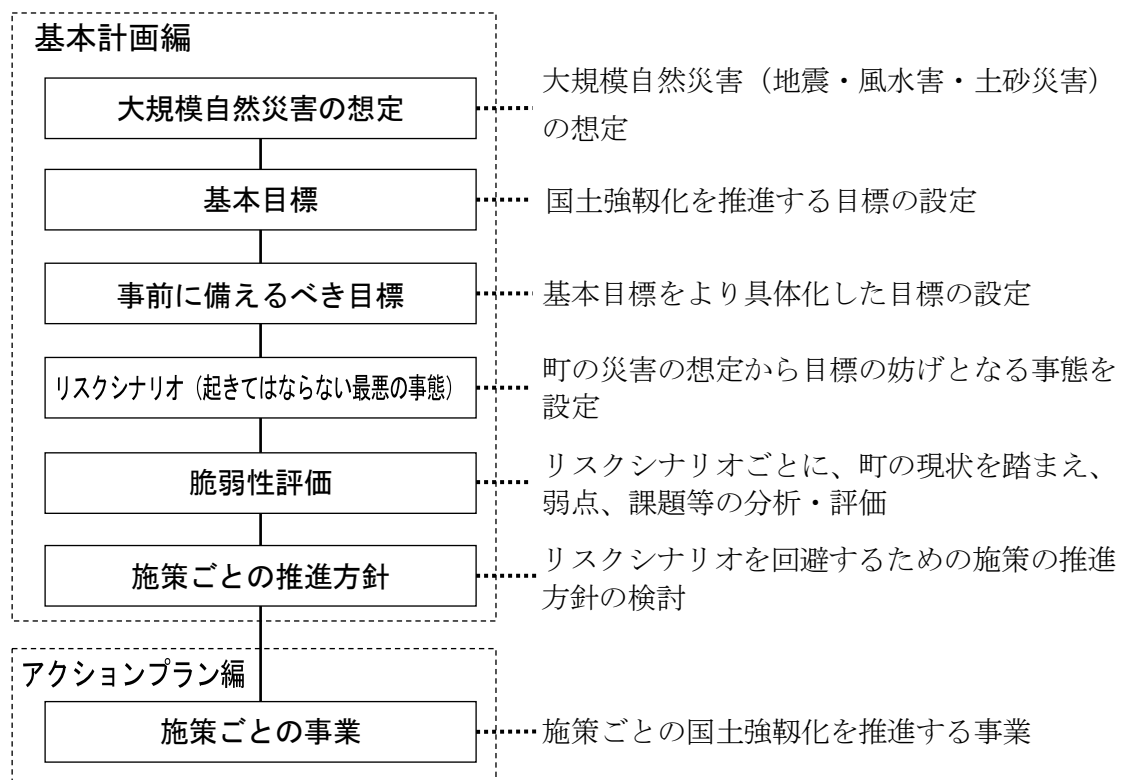 基本計画編
大規模自然災害の想定
大規模自然災害（地震・風水害・土砂災害）
の想定
基本目標
国土強靱化を推進する目標の設定
事前に備えるべき目標
基本目標をより具体化した目標の設定
リスクシナリオ（起きてはならない最悪の事態）
町の災害の想定から目標の妨げとなる事態を
設定
脆弱性評価
リスクシナリオごとに、町の現状を踏まえ、
弱点、課題等の分析・評価
施策ごとの推進方針
リスクシナリオを回避するための施策の推進
方針の検討
アクションプラン編
施策ごとの事業
施策ごとの国土強靱化を推進する事業